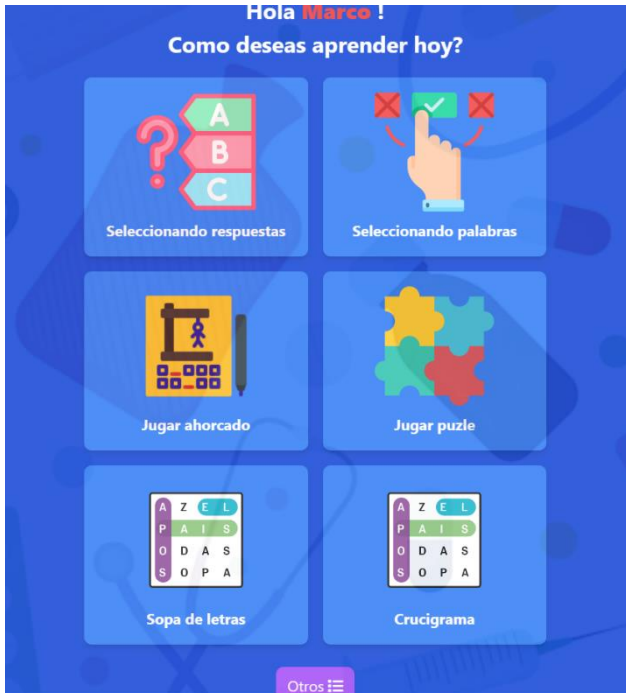 Hola Marco !
Como deseas aprender hoy?
A
B
C
Seleccionando respuestas
Seleccionando palabras
Jugar ahorcado
Jugar puzle
A Z E L
P A I S
O D A S
S O P A
Sopa de letras
A Z E L
P A I S
O D A S
S O P A
Crucigrama
Otros